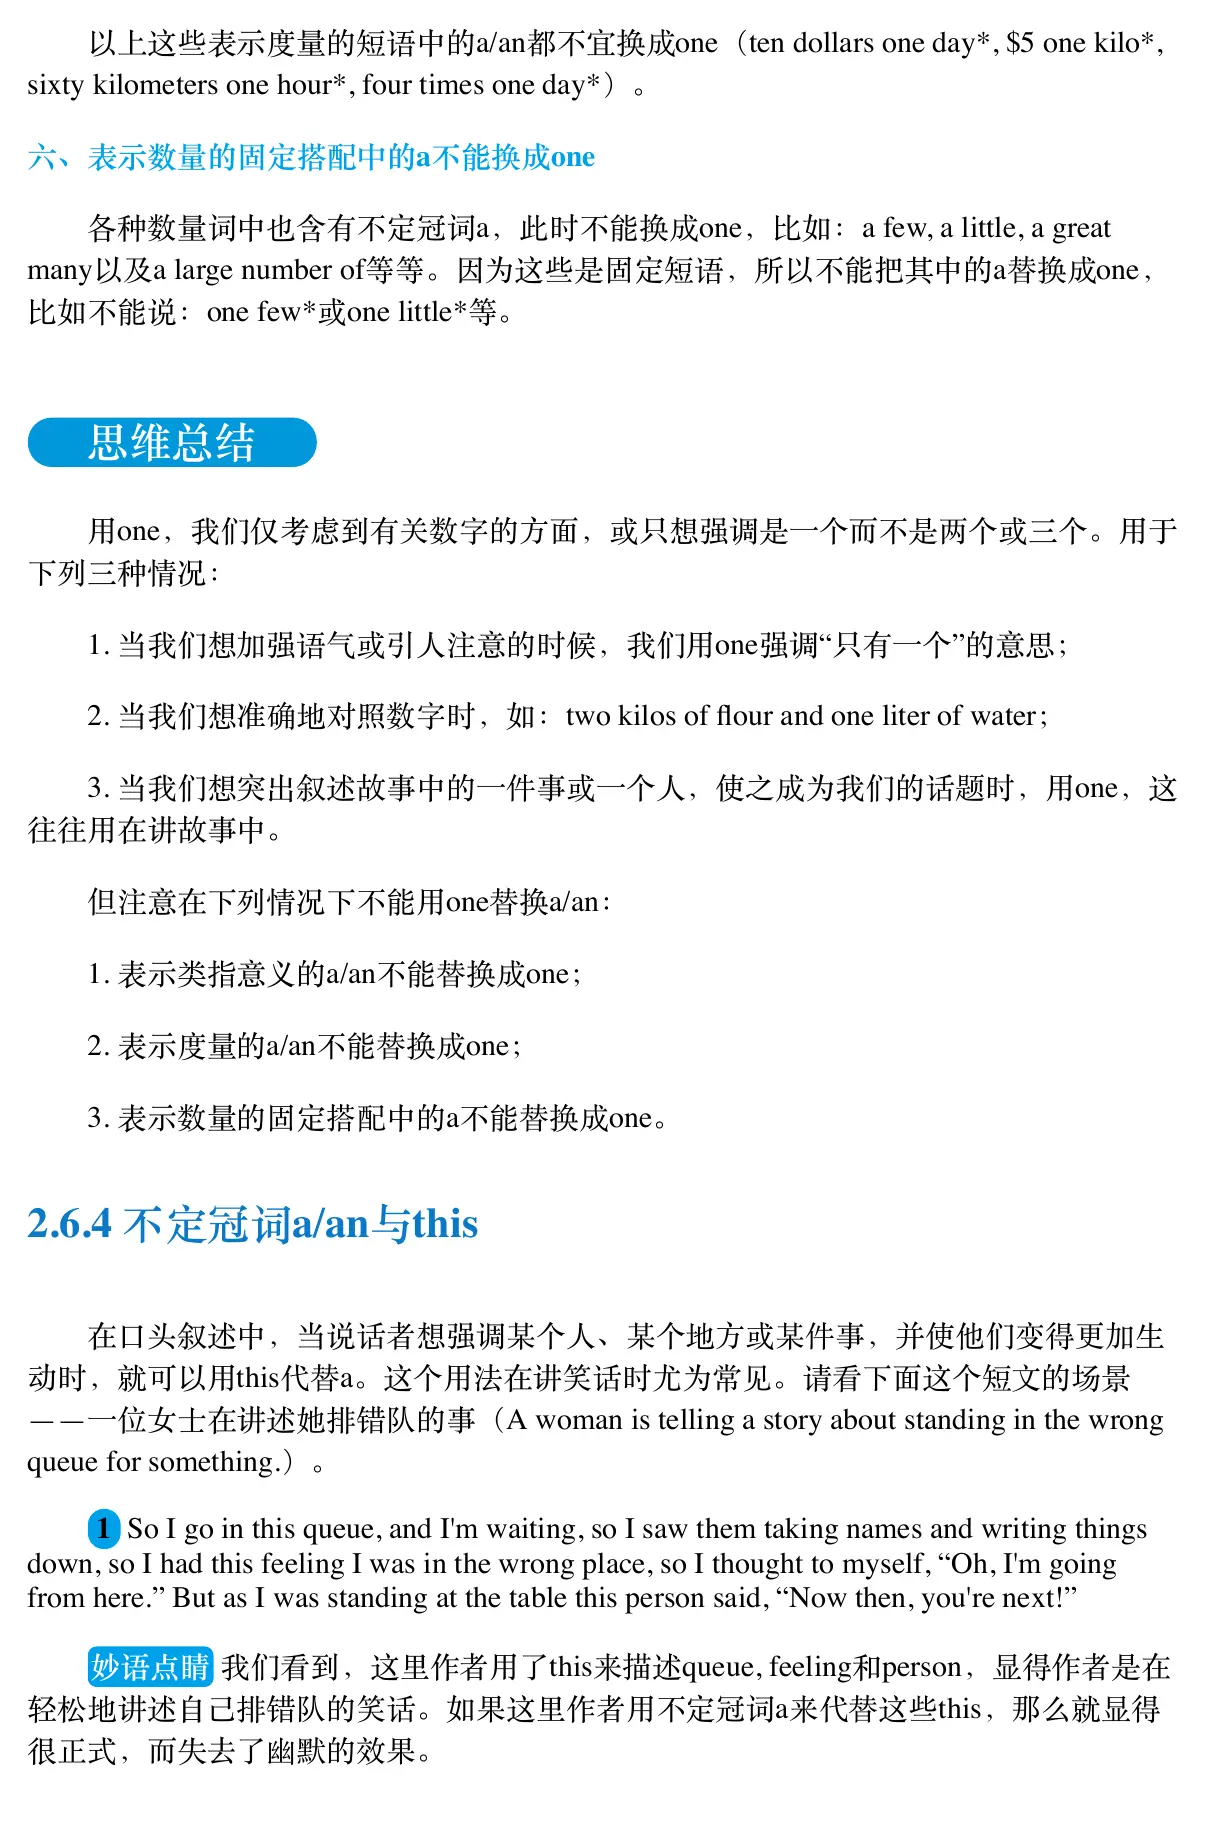 以上这些表示度量的短语中的a/an都不宜换成one（ten dollars one day*, $5 one kilo*,
sixty kilometers one hour*, four times one day*）。
六、表示数量的固定搭配中的a不能换成one
各种数量词中也含有不定冠词a，此时不能换成one，比如：a few, a little, a great
many以及a large number of等等。因为这些是固定短语，所以不能把其中的a替换成one，
比如不能说：one few*或one little*等。
思维总结
用one，我们仅考虑到有关数字的方面，或只想强调是一个而不是两个或三个。用于
下列三种情况：
1. 当我们想加强语气或引人注意的时候，我们用one强调“只有一个”的意思；
2. 当我们想准确地对照数字时，如：two kilos of flour and one liter of water；
3. 当我们想突出叙述故事中的一件事或一个人，使之成为我们的话题时，用one，这
往往用在讲故事中。
但注意在下列情况下不能用one替换a/an：
1. 表示类指意义的a/an不能替换成one；
2. 表示度量的a/an不能替换成one；
3. 表示数量的固定搭配中的a不能替换成one。
2.6.4 不定冠词a/an与this
在口头叙述中，当说话者想强调某个人、某个地方或某件事，并使他们变得更加生
动时，就可以用this代替a。这个用法在讲笑话时尤为常见。请看下面这个短文的场景
——一位女士在讲述她排错队的事（A woman is telling a story about standing in the wrong
queue for something.）。
1 So I go in this queue, and I'm waiting, so I saw them taking names and writing things
down, so I had this feeling I was in the wrong place, so I thought to myself, “Oh, I'm going
from here.” But as I was standing at the table this person said, “Now then, you're next!”
妙语点睛 我们看到，这里作者用了this来描述queue, feeling和person，显得作者是在
轻松地讲述自己排错队的笑话。如果这里作者用不定冠词a来代替这些this，那么就显得
很正式，而失去了幽默的效果。